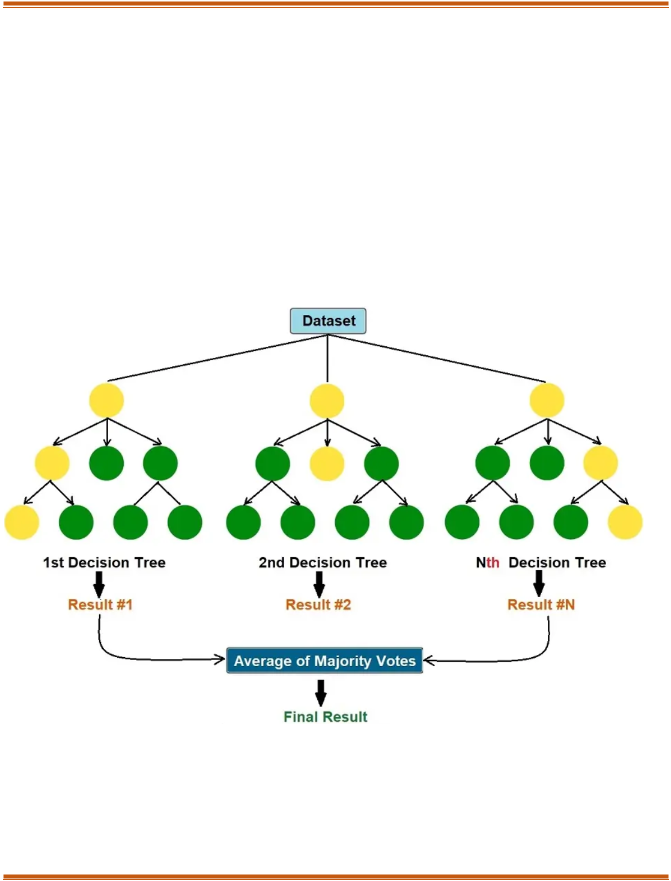 Dataset
1st Decision Tree 2nd Decision Tree Nth Decision Tree
Result #1 Result #2 Result #N
Average of Majority Votes
Final Result